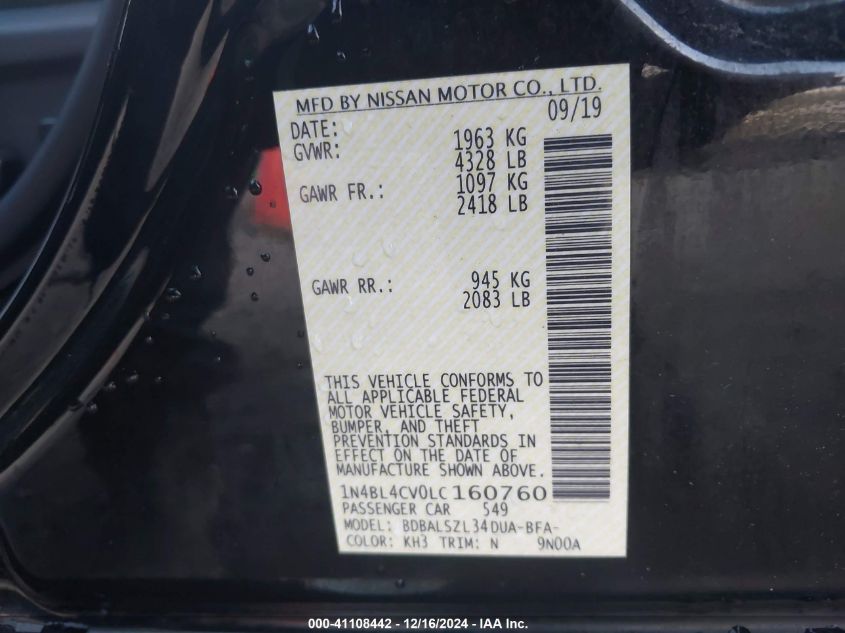 MFD BY NISSAN MOTOR CO., LTD.
DATE: 09/19
GVWR: 1963 KG
4328 LB
GAWR FR.: 1097 KG
2418 LB
GAWR RR.: 945 KG
2083 LB
THIS VEHICLE CONFORMS TO
ALL APPLICABLE FEDERAL
MOTOR VEHICLE SAFETY,
BUMPER, AND THEFT
PREVENTION STANDARDS IN
EFFECT ON THE DATE OF
MANUFACTURE SHOWN ABOVE.
1N4BL4CV0LC160760
PASSENGER CAR 549
MODEL: BDBALSZL34DUA-BFA-
COLOR: KH3 TRIM: N 9N00A
000-41108442 - 12/16/2024 - IAA Inc.